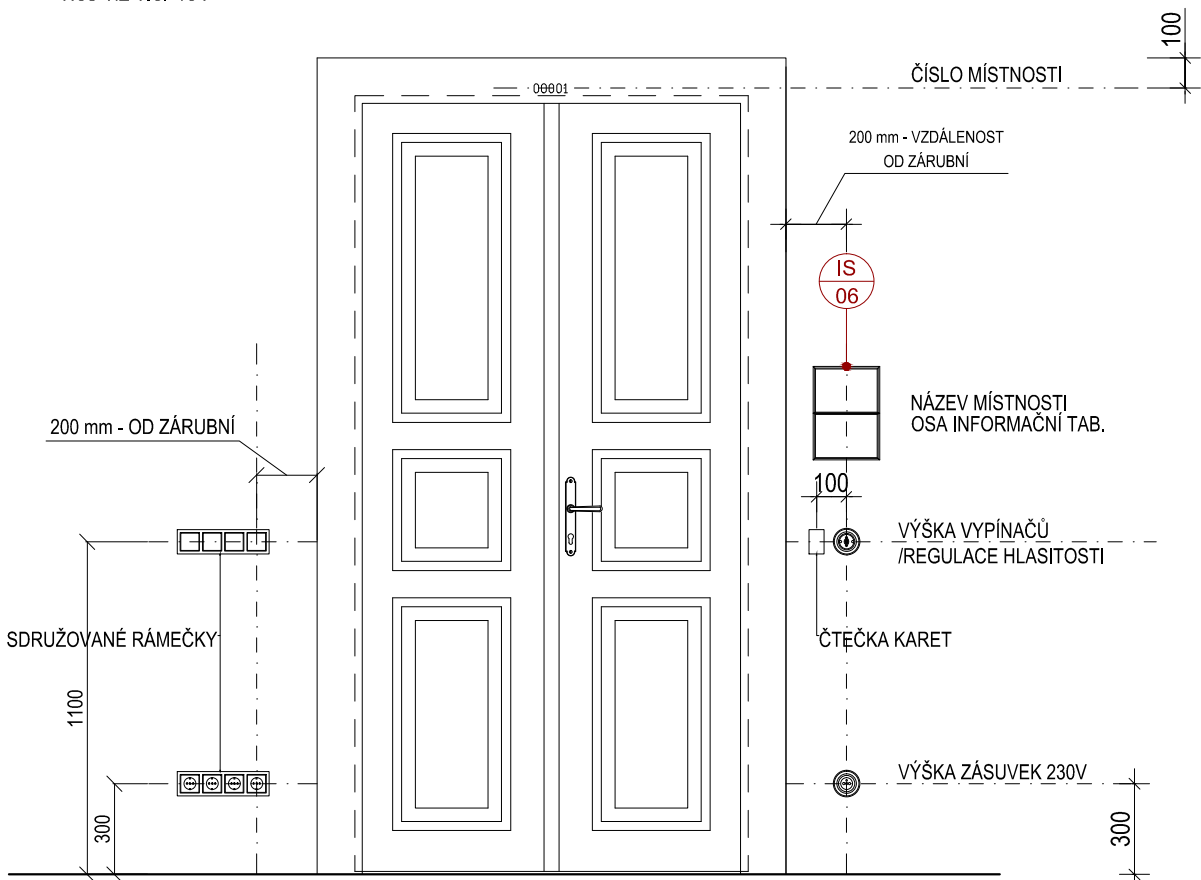 100
ČÍSLO MÍSTNOSTI
00001
200 mm - VZDÁLENOST
OD ZÁRUBNÍ
IS
06
NÁZEV MÍSTNOSTI
OSA INFORMAČNÍ TAB.
200 mm - OD ZÁRUBNÍ
100
VÝŠKA VYPÍNAČŮ
/REGULACE HLASITOSTI
SDRUŽOVANÉ RÁMEČKY
ČTEČKA KARET
1100
VÝŠKA ZÁSUVEK 230V
300
300